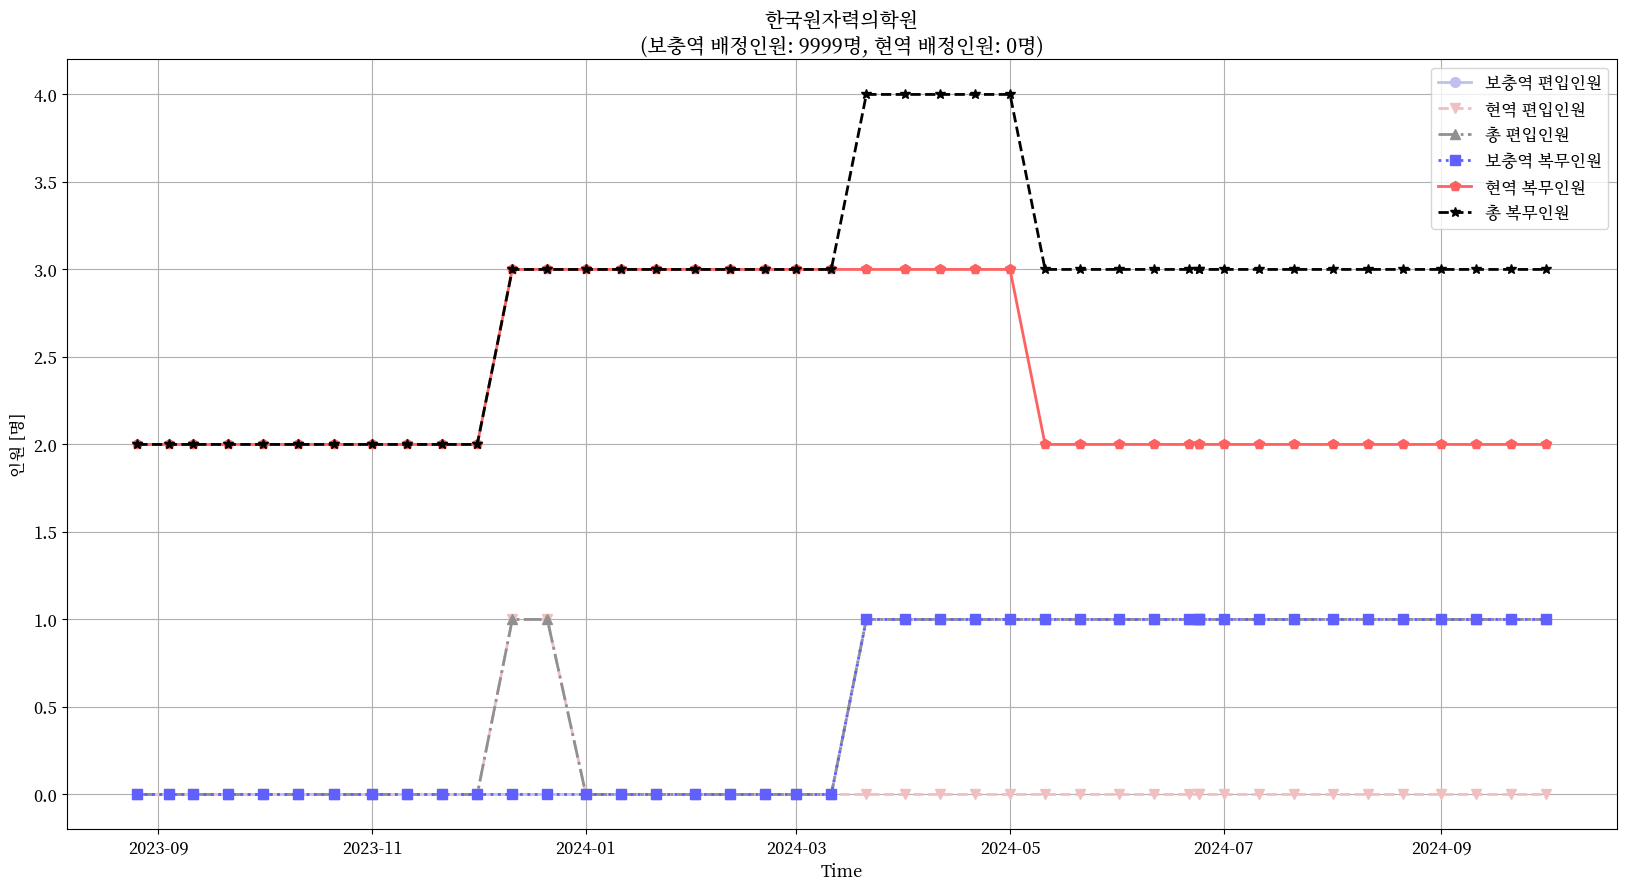 한국원자력의학원
(보충역 배정인원: 9999명, 현역 배정인원: 0명)
보충역 편입인원
현역 편입인원
총 편입인원
보충역 복무인원
현역 복무인원
총 복무인원
4.0
3.5
3.0
2.5
2.0
1.5
1.0
0.5
0.0
인원 [명]
2023-09
2023-11
2024-01
2024-03
2024-05
2024-07
2024-09
Time